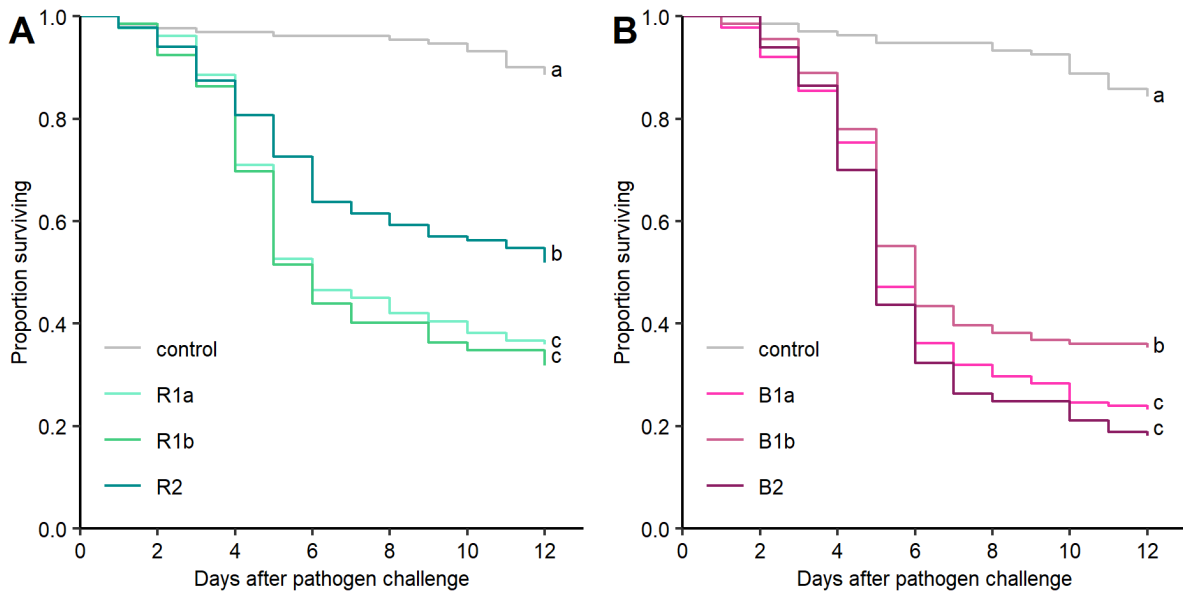 A
1.0
0.8
0.6
0.4
0.2
0.0
Proportion surviving
0 2 4 6 8 10 12
Days after pathogen challenge
control
R1a
R1b
R2
a
b
c
c
B
1.0
0.8
0.6
0.4
0.2
0.0
Proportion surviving
0 2 4 6 8 10 12
Days after pathogen challenge
control
B1a
B1b
B2
a
b
c
c